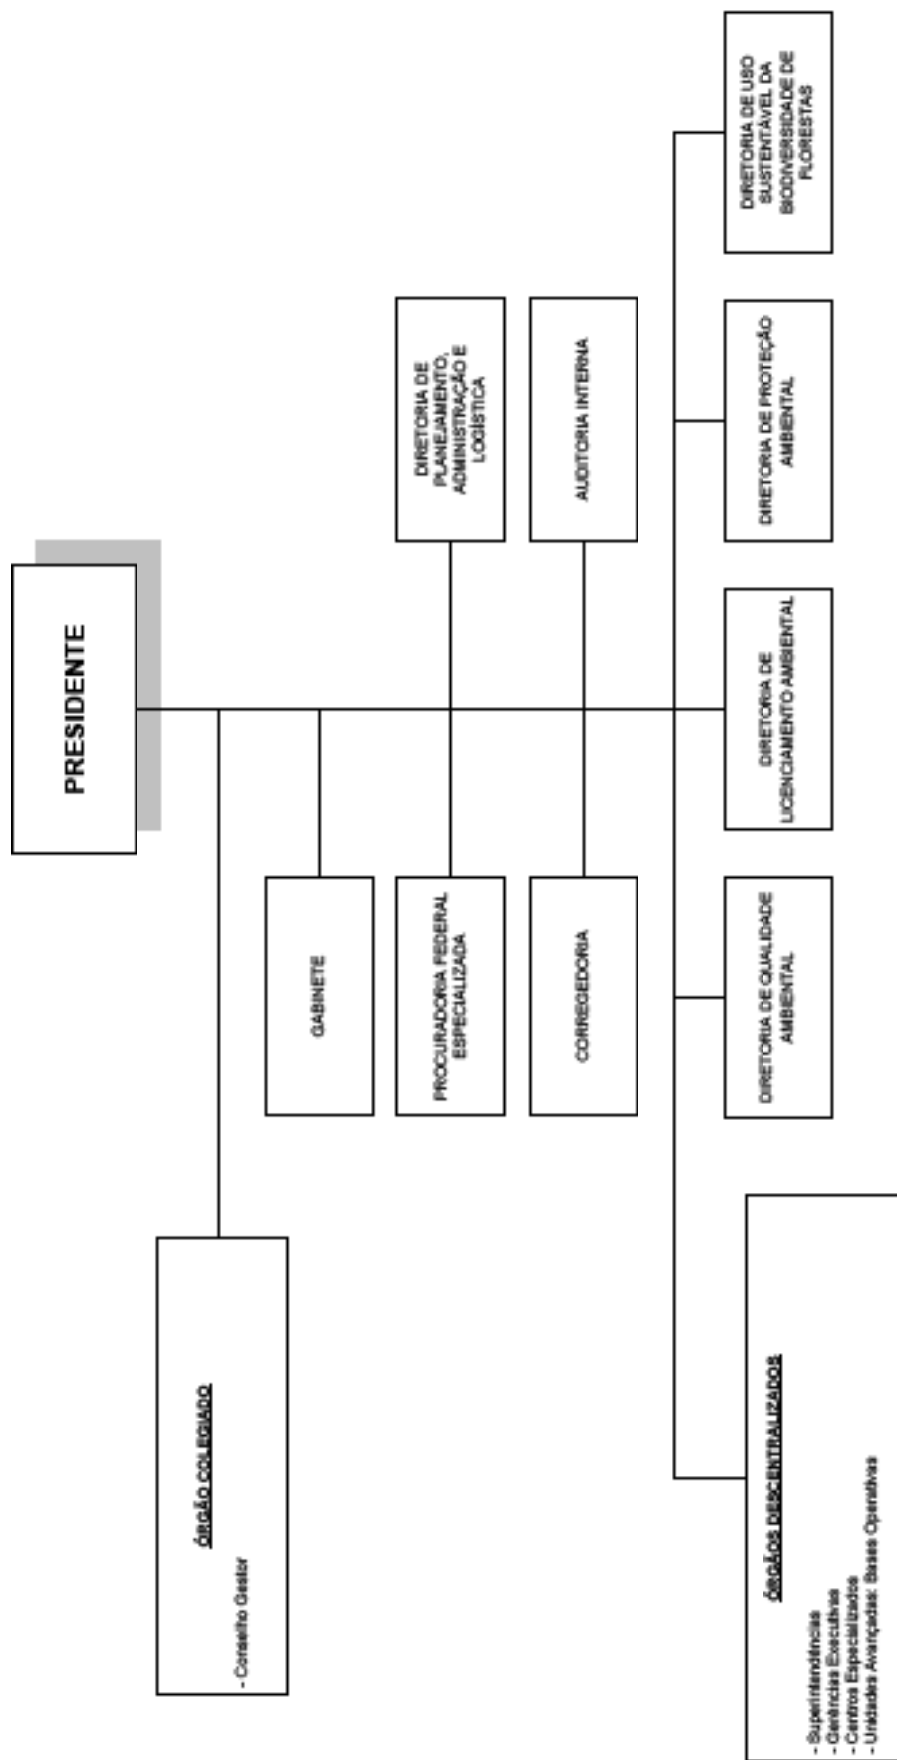 PRESIDENTE
ÓRGÃO COLEGIADO
- Conselho Gestor
GABINETE
PROCURADORIA FEDERAL
ESPECIALIZADA
DIRETORIA DE
PLANEJAMENTO,
ADMINISTRAÇÃO E
LOGÍSTICA
CORREGEDORIA
AUDITORIA INTERNA
ÓRGÃOS DESCENTRALIZADOS
- Superintendências
- Gerências Executivas
- Centros Especializados
- Unidades Avançadas: Bases Operativas
DIRETORIA DE QUALIDADE
AMBIENTAL
DIRETORIA DE
LICENCIAMENTO AMBIENTAL
DIRETORIA DE PROTEÇÃO
AMBIENTAL
DIRETORIA DE USO
SUSTENTÁVEL DA
BIODIVERSIDADE DE
FLORESTAS